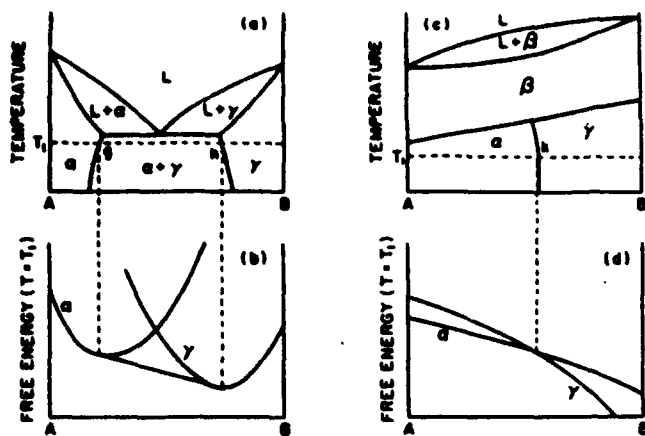 (a)
TEMPERATURE
L
L+α
L+γ
T₁
g
h
α
α+γ
γ
A
B
(c)
TEMPERATURE
L
L+β
β
T₁
α
h
γ
A
B
(b)
FREE ENERGY (T=T₁)
α
γ
A
B
(d)
FREE ENERGY (T=T₁)
α
γ
A
B